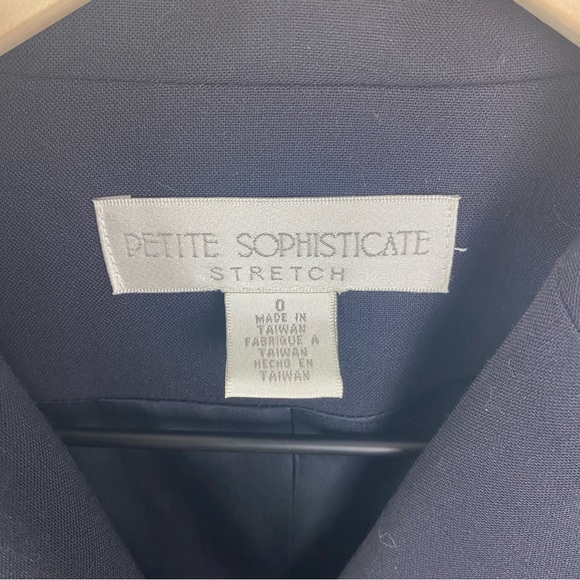 PETITE SOPHISTICATE
STRETCH
0
MADE IN
TAIWAN
FABRIQUE A
TAIWAN
HECHO EN
TAIWAN